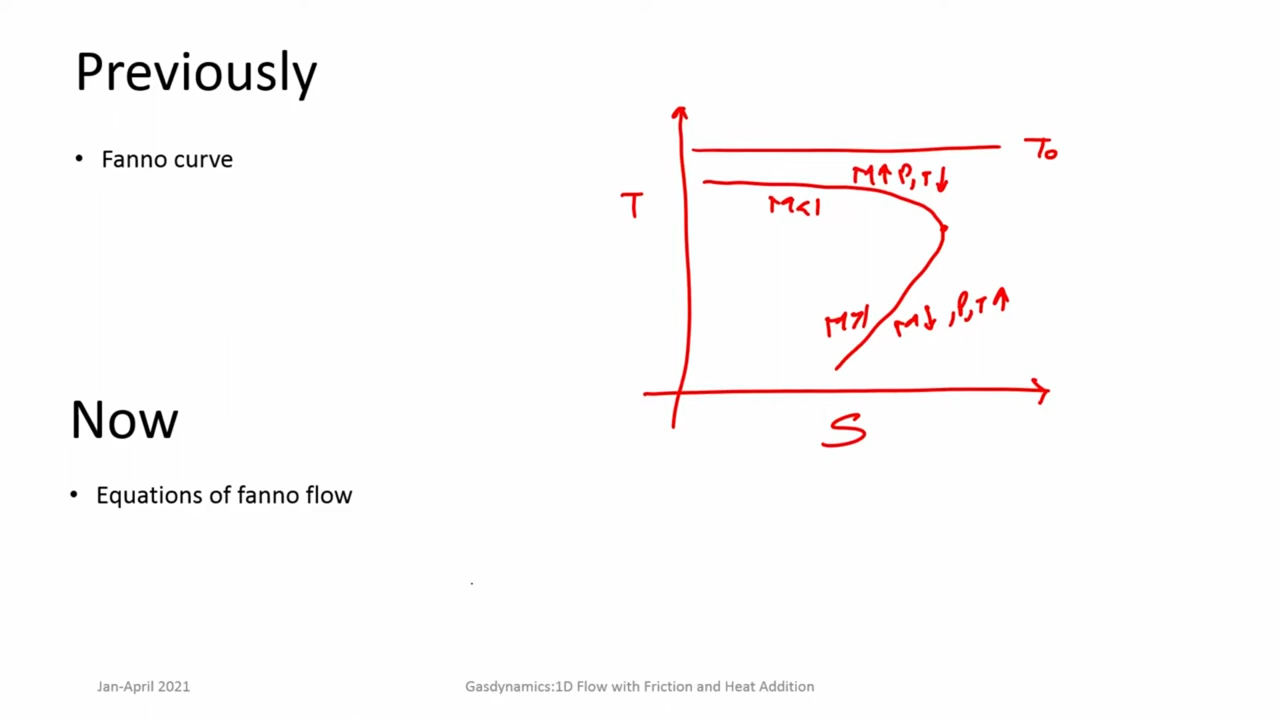 Previously
• Fanno curve
T₀
M↑ P, T↓
T
M<1
M>1
M↓, P, T↑
S
Now
• Equations of fanno flow
Jan-April 2021
Gasdynamics:1D Flow with Friction and Heat Addition